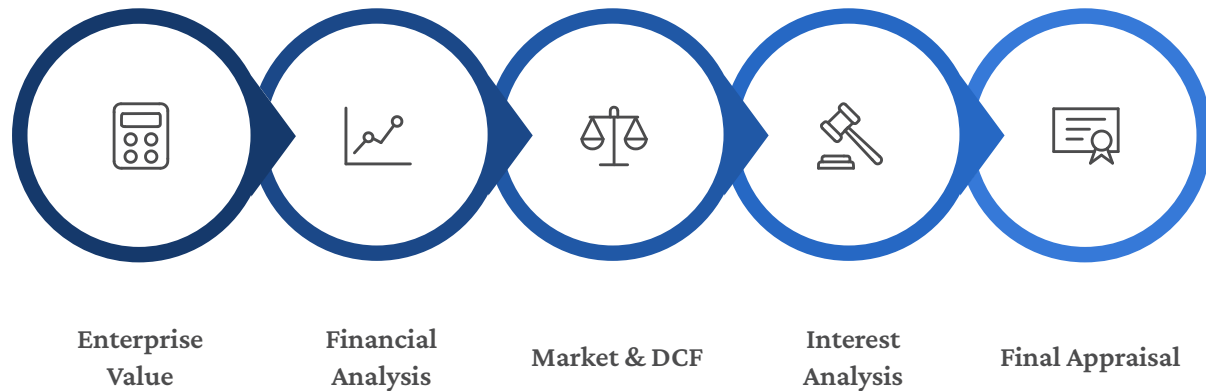 Enterprise
Value
Financial
Analysis
Market & DCF
Interest
Analysis
Final Appraisal